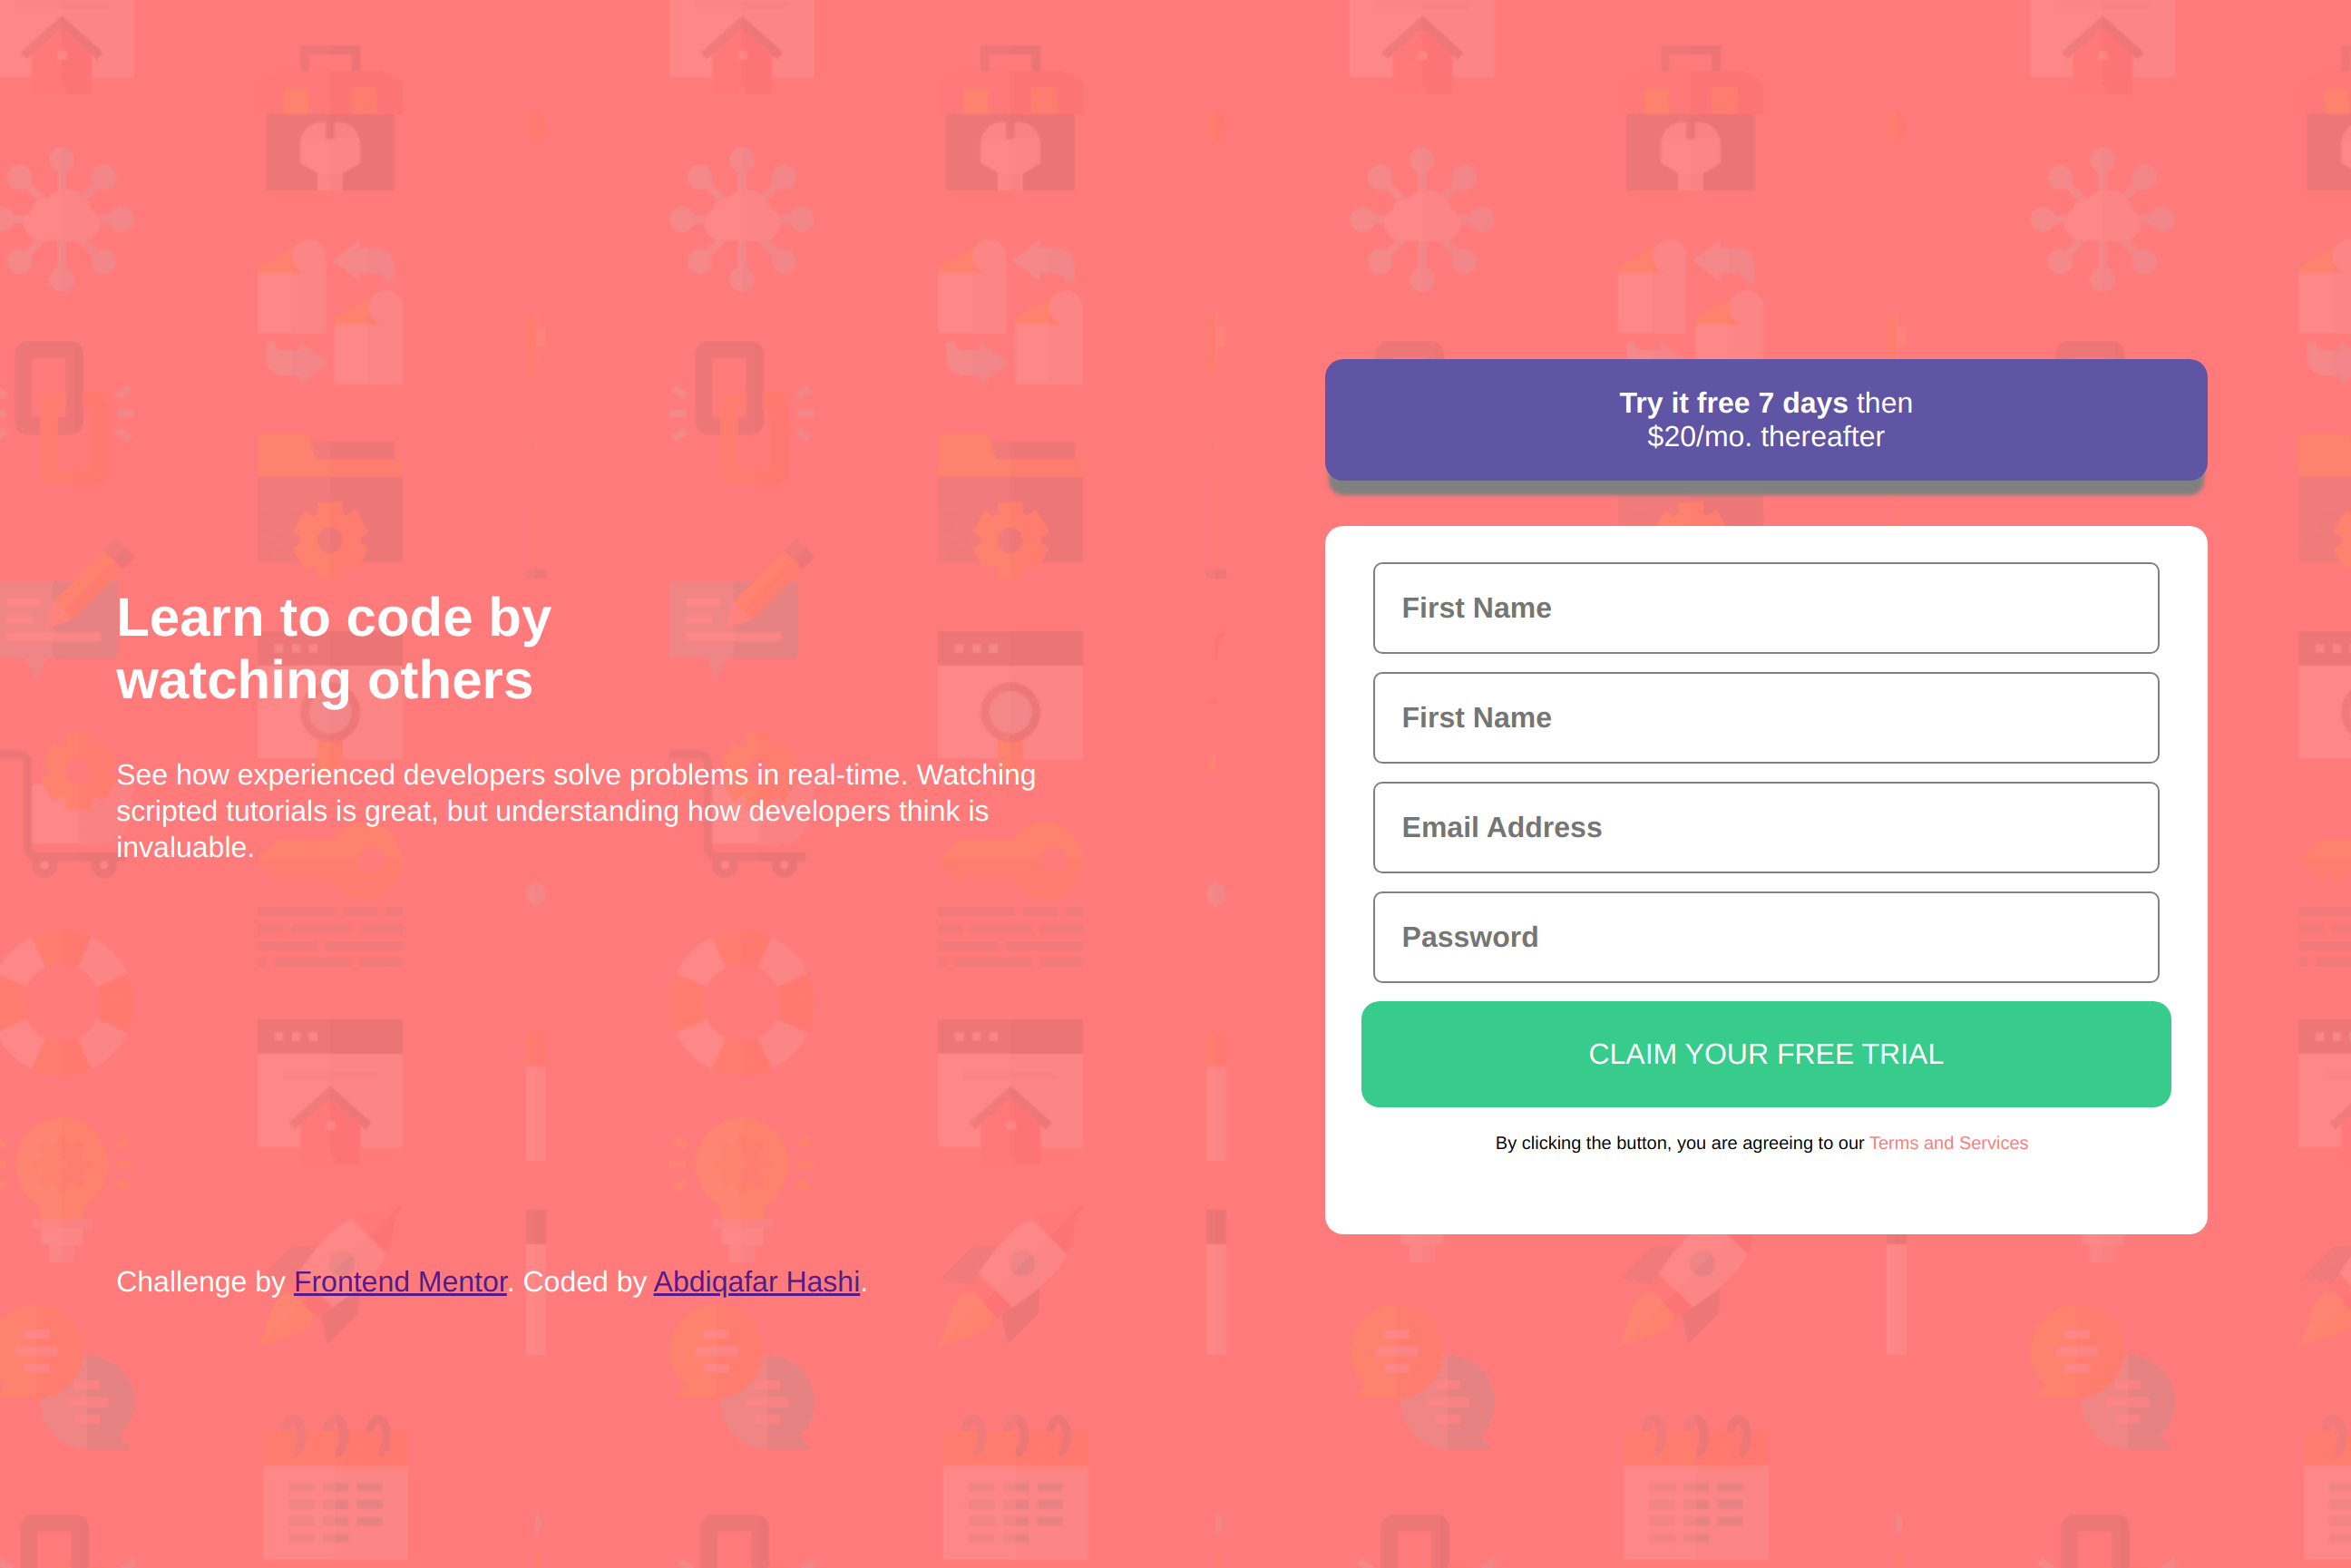 Learn to code by
watching others
See how experienced developers solve problems in real-time. Watching
scripted tutorials is great, but understanding how developers think is
invaluable.
Try it free 7 days then
$20/mo. thereafter
First Name
First Name
Email Address
Password
CLAIM YOUR FREE TRIAL
By clicking the button, you are agreeing to our Terms and Services
Challenge by Frontend Mentor. Coded by Abdiqafar Hashi.